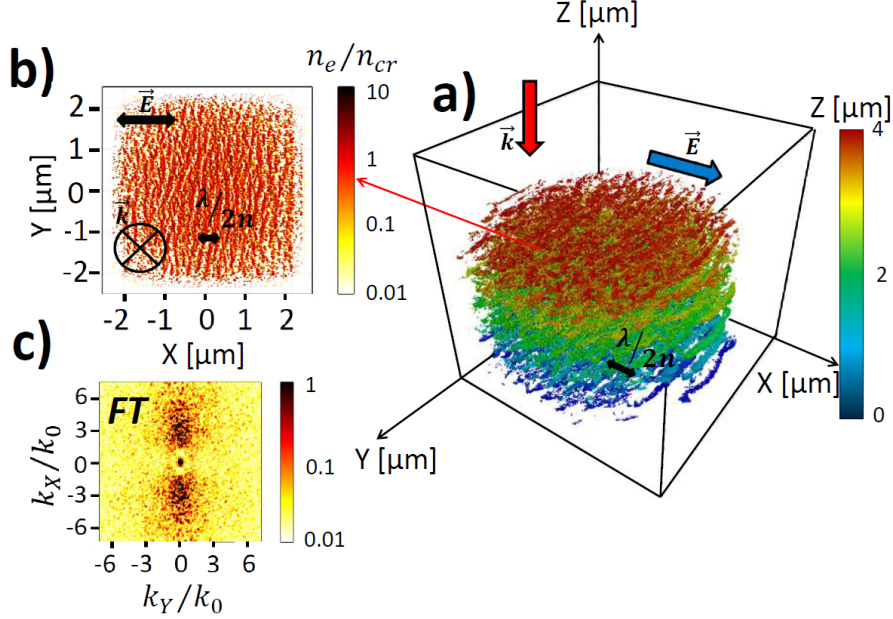 b)
n_e/n_cr
Y [μm]
2
1
0
-1
-2
E⃗
k⃗
λ/2n
-2 -1 0 1 2
X [μm]
10
1
0.1
0.01
c)
FT
k_X/k_0
6
3
0
-3
-6
-6 -3 0 3 6
k_Y/k_0
1
0.1
0.01
a)
Z [μm]
k⃗
E⃗
λ/2n
X [μm]
Y [μm]
Z [μm]
4
3
2
1
0